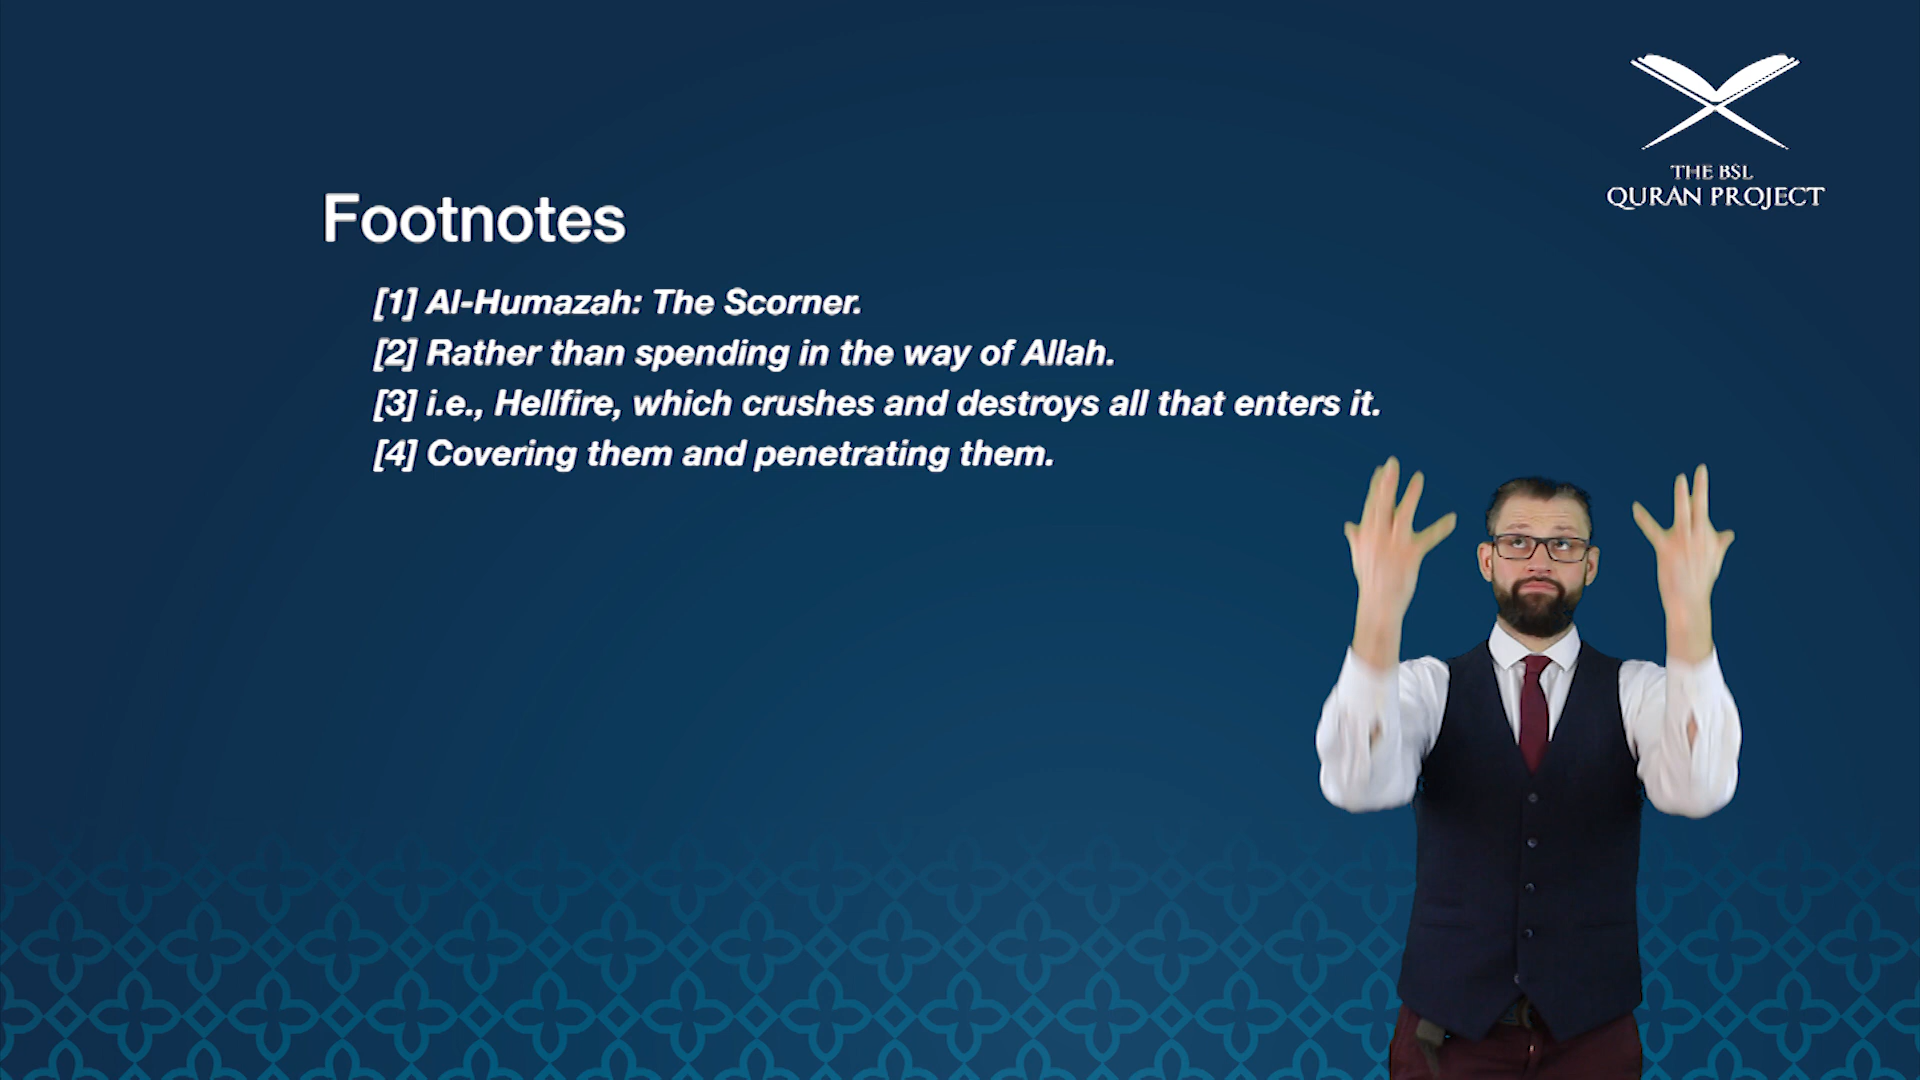 THE BSL
QURAN PROJECT
Footnotes
[1] Al-Humazah: The Scorner.
[2] Rather than spending in the way of Allah.
[3] i.e., Hellfire, which crushes and destroys all that enters it.
[4] Covering them and penetrating them.